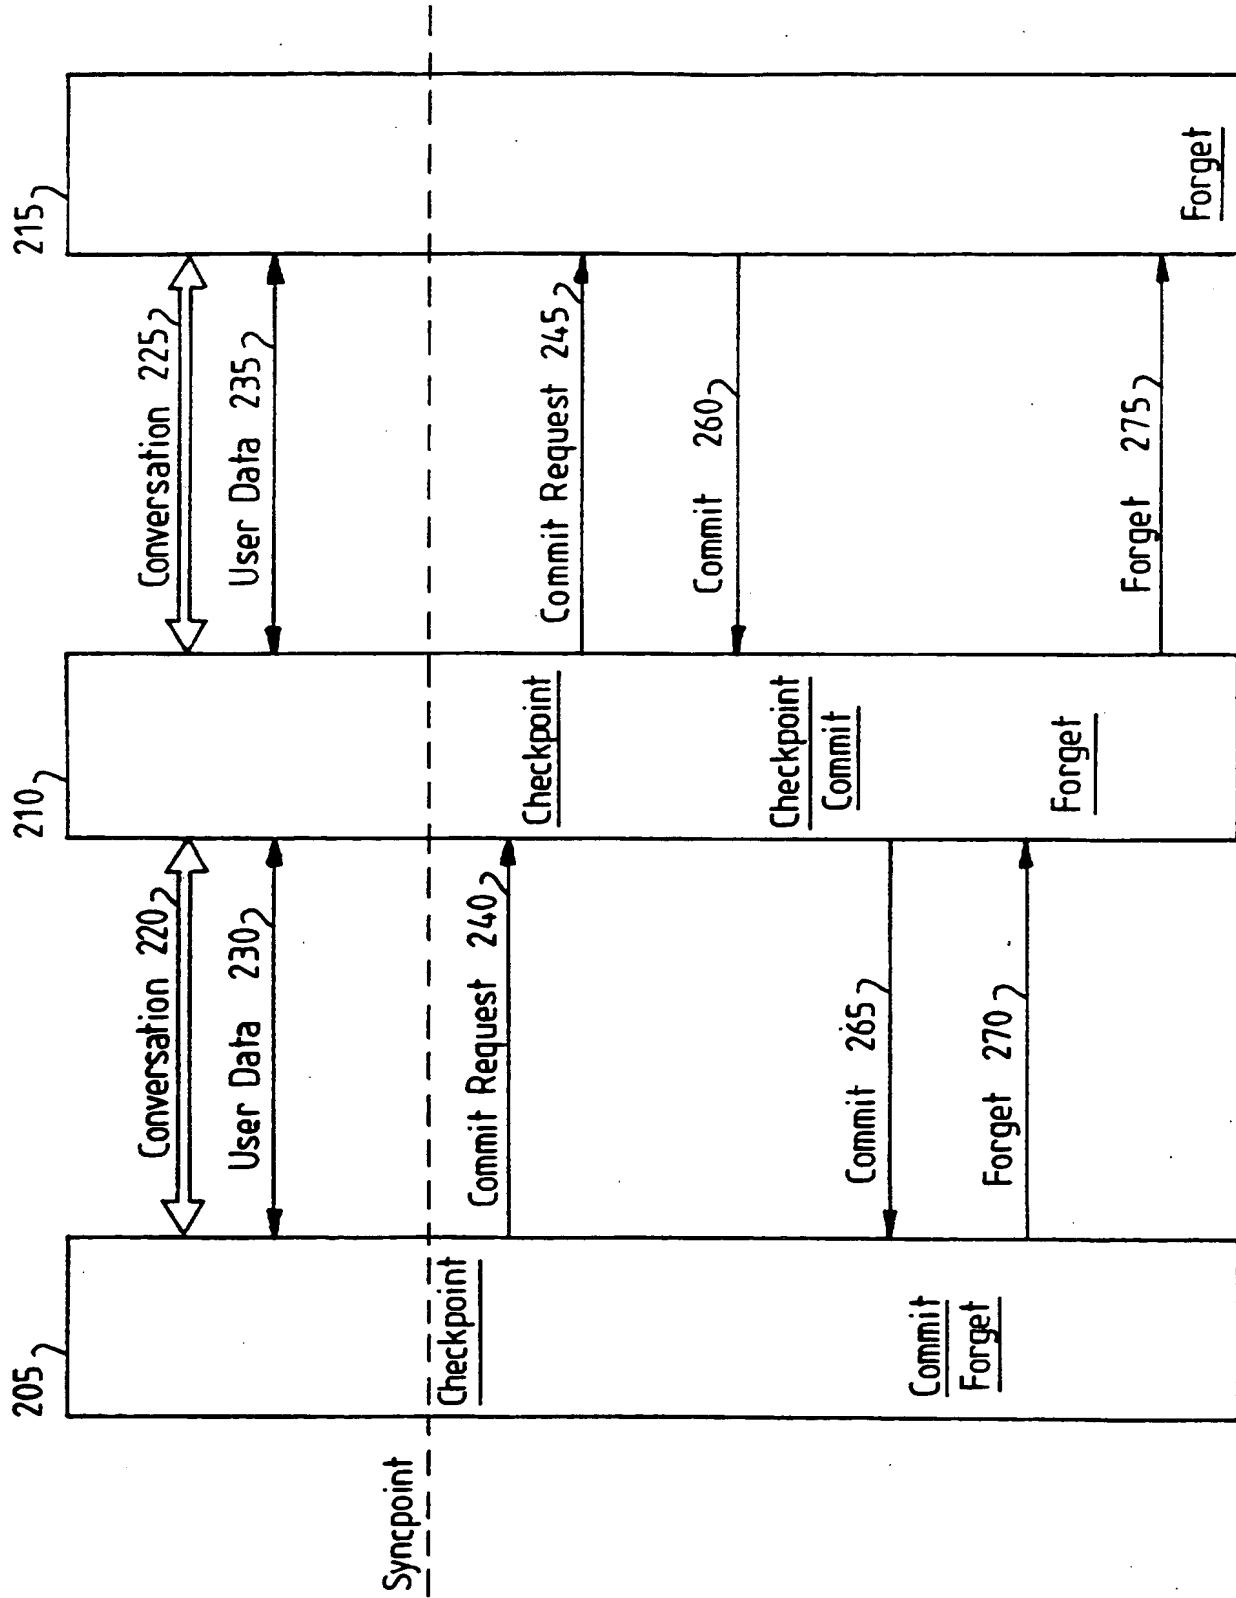 205
210
215
Conversation 220
Conversation 225
User Data 230
User Data 235
Syncpoint
Checkpoint
Commit Request 240
Checkpoint
Commit Request 245
Commit 260
Checkpoint
Commit
Commit 265
Commit
Forget
Forget 270
Forget
Forget 275
Forget